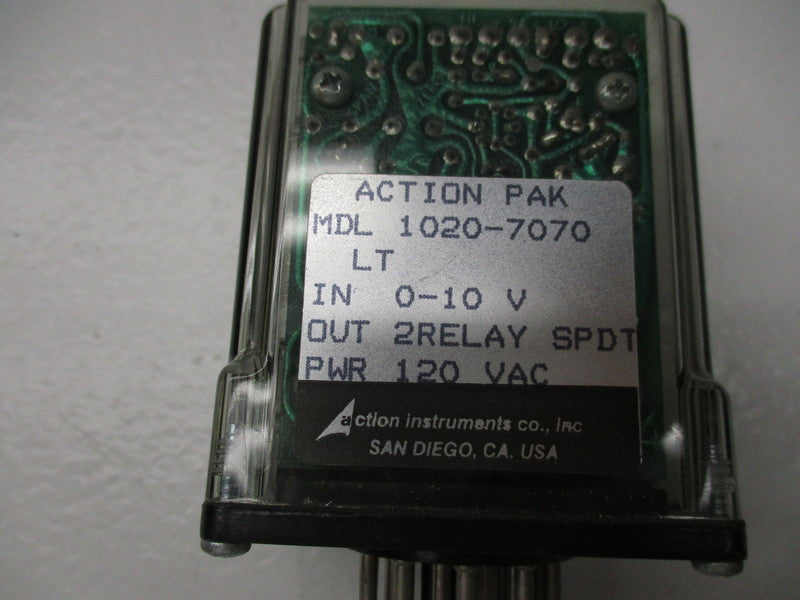 ACTION PAK
MDL 1020-7070
LT
IN 0-10 V
OUT 2RELAY SPDT
PWR 120 VAC
action instruments co., inc
SAN DIEGO, CA. USA